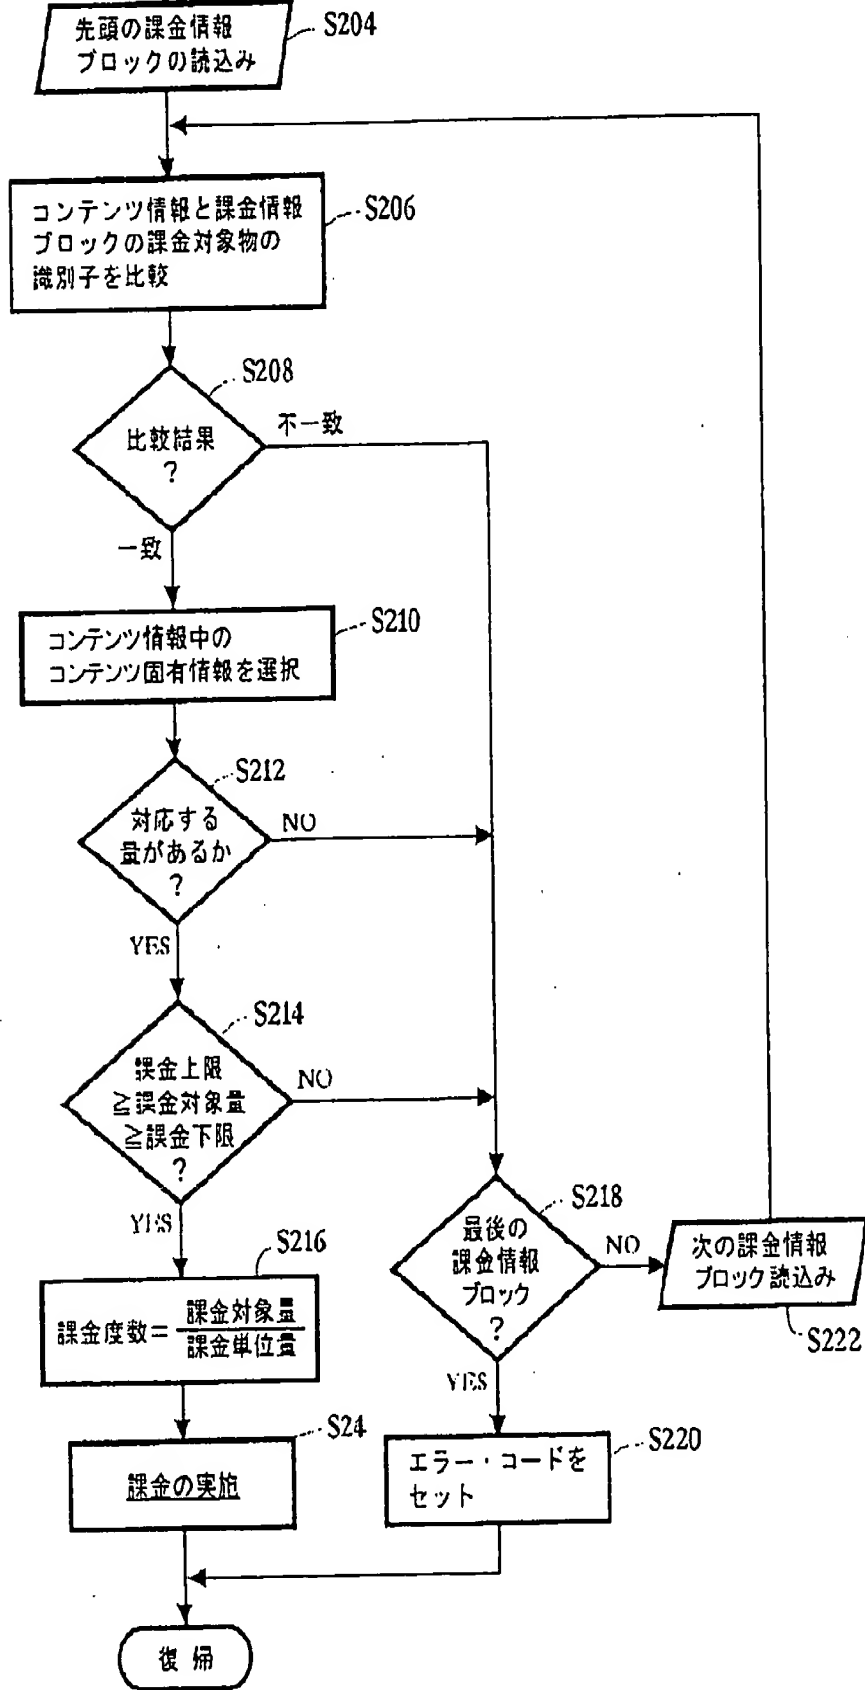 先頭の課金情報
ブロックの読込み
S204
コンテンツ情報と課金情報
ブロックの課金対象物の
識別子を比較
S206
S208
比較結果
?
不一致
一致
コンテンツ情報中の
コンテンツ固有情報を選択
S210
S212
対応する
量があるか
?
NO
YES
S214
課金上限
≧課金対象量
≧課金下限
?
NO
YES
S216
課金度数=課金対象量
課金単位量
S218
最後の
課金情報
ブロック
?
NO
YES
次の課金情報
ブロック読込み
S222
S24
課金の実施
エラー・コードを
セット
S220
復帰